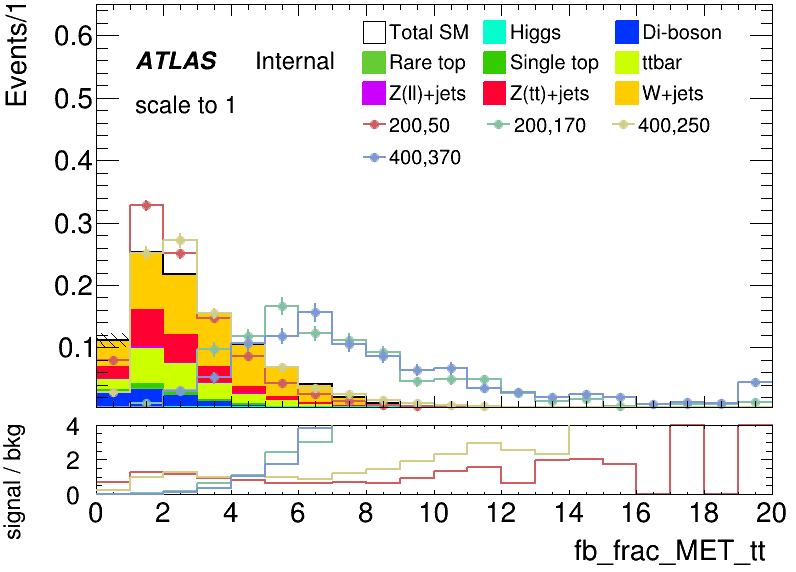 Events/1
0.6
0.5
0.4
0.3
0.2
0.1
ATLAS Internal
scale to 1
Total SM Higgs Di-boson
Rare top Single top ttbar
Z(ll)+jets Z(tt)+jets W+jets
200,50 200,170 400,250
400,370
signal / bkg
4
2
0
0 2 4 6 8 10 12 14 16 18 20
fb_frac_MET_tt